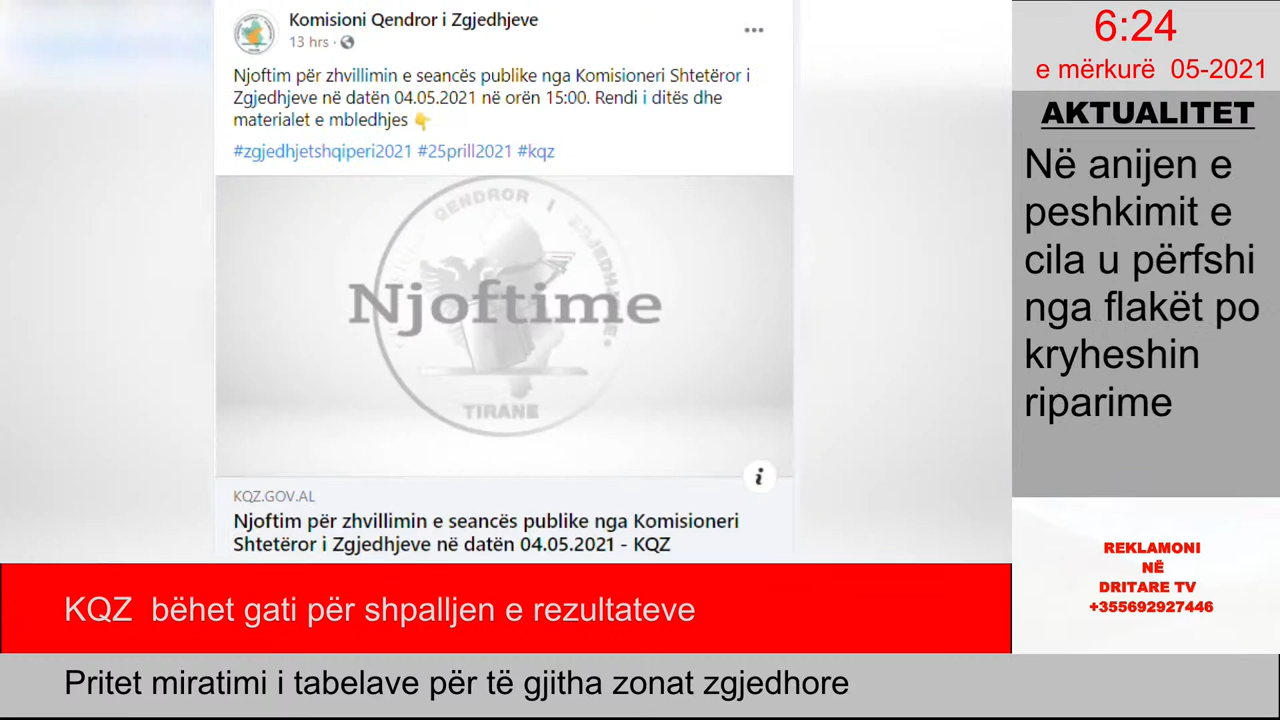 Komisioni Qendror i Zgjedhjeve
13 hrs ·
Njoftim për zhvillimin e seancës publike nga Komisioneri Shtetëror i
Zgjedhjeve në datën 04.05.2021 në orën 15:00. Rendi i ditës dhe
materialet e mbledhjes 👇
#zgjedhjetshqiperi2021 #25prill2021 #kqz
QENDROR I ZGJEDHJEVE
Njoftime
TIRANE
KQZ.GOV.AL
Njoftim për zhvillimin e seancës publike nga Komisioneri
Shtetëror i Zgjedhjeve në datën 04.05.2021 - KQZ
KQZ bëhet gati për shpalljen e rezultateve
Pritet miratimi i tabelave për të gjitha zonat zgjedhore
6:24
e mërkurë 05-2021
AKTUALITET
Në anijen e
peshkimit e
cila u përfshi
nga flakët po
kryheshin
riparime
REKLAMONI
NË
DRITARE TV
+355692927446